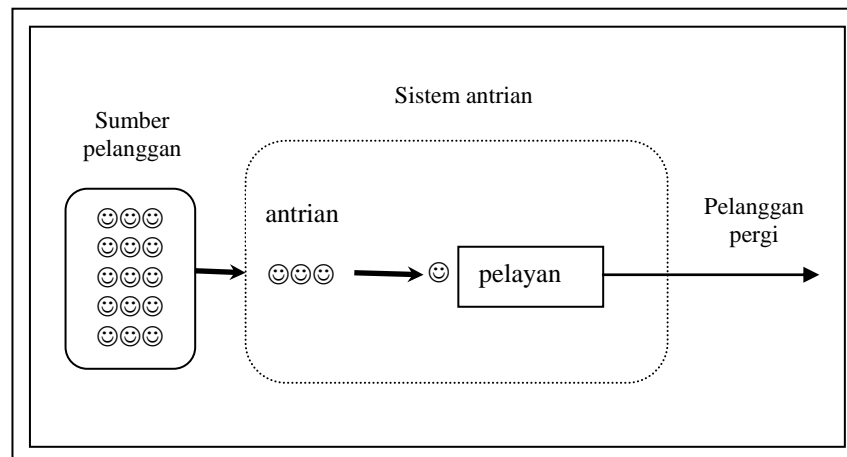 Sistem antrian
Sumber
pelanggan
antrian
pelayan
Pelanggan
pergi